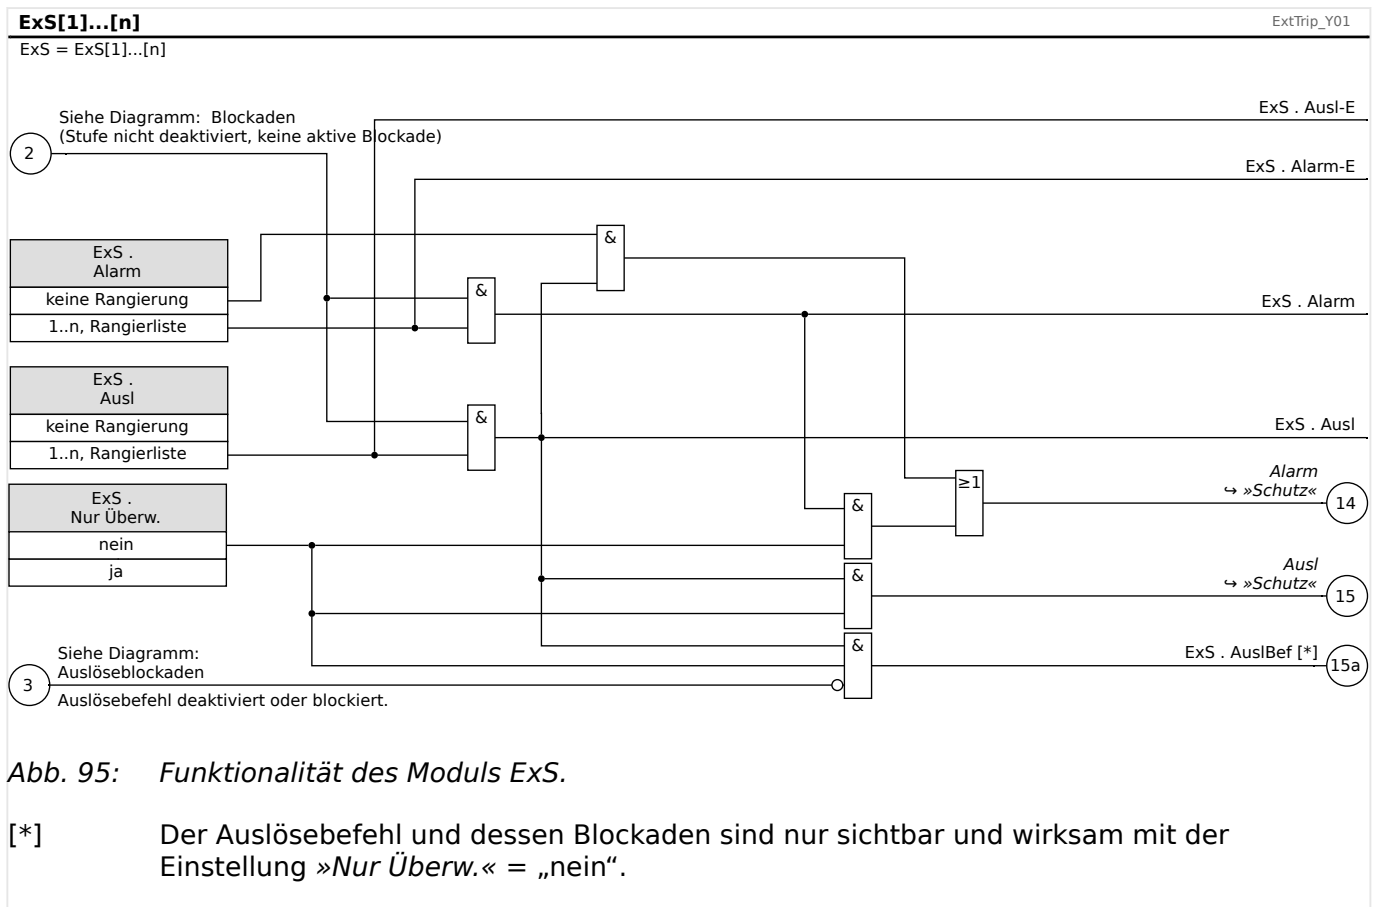 ExS[1]...[n]
ExtTrip_Y01
ExS = ExS[1]...[n]
Siehe Diagramm: Blockaden
(Stufe nicht deaktiviert, keine aktive Blockade)
2
ExS . Ausl-E
ExS . Alarm-E
ExS .
Alarm
keine Rangierung
1..n, Rangierliste
&
&
ExS . Alarm
ExS .
Ausl
keine Rangierung
1..n, Rangierliste
&
ExS . Ausl
ExS .
Nur Überw.
nein
ja
&
≥1
Alarm
↪ »Schutz«
14
&
Ausl
↪ »Schutz«
15
&
ExS . AuslBef [*]
15a
Siehe Diagramm:
Auslöseblockaden
3
Auslösebefehl deaktiviert oder blockiert.
Abb. 95: Funktionalität des Moduls ExS.
[*] Der Auslösebefehl und dessen Blockaden sind nur sichtbar und wirksam mit der
Einstellung »Nur Überw.« = „nein“.